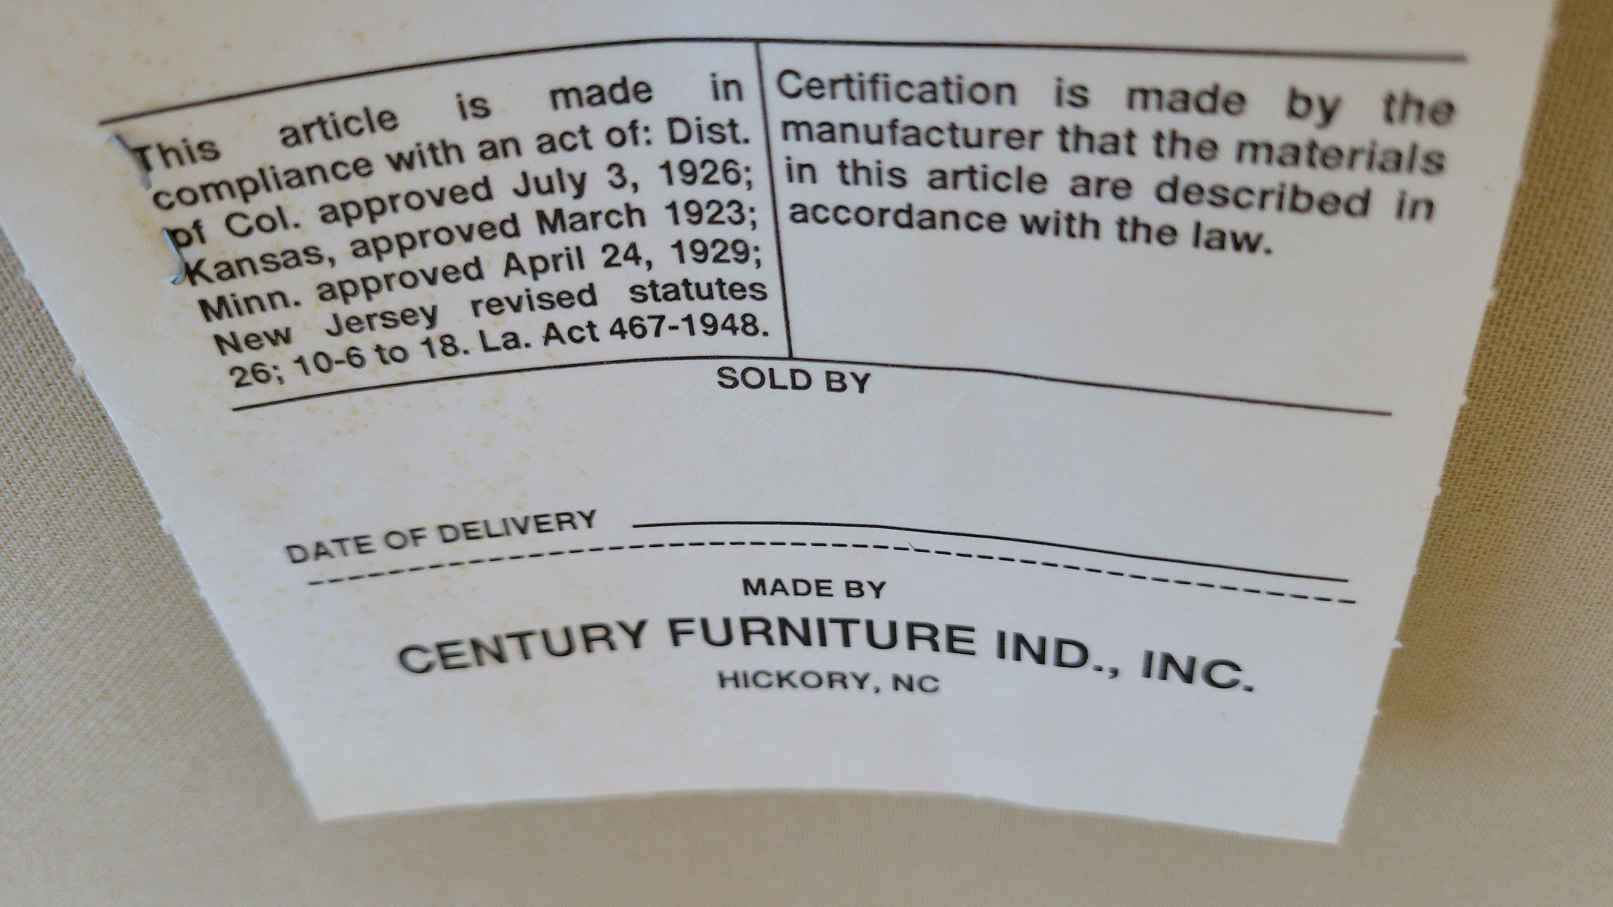 This article is made in
compliance with an act of: Dist.
of Col. approved July 3, 1926;
Kansas, approved March 1923;
Minn. approved April 24, 1929;
New Jersey revised statutes
26; 10-6 to 18. La. Act 467-1948.
Certification is made by the
manufacturer that the materials
in this article are described in
accordance with the law.
SOLD BY
DATE OF DELIVERY
MADE BY
CENTURY FURNITURE IND., INC.
HICKORY, NC